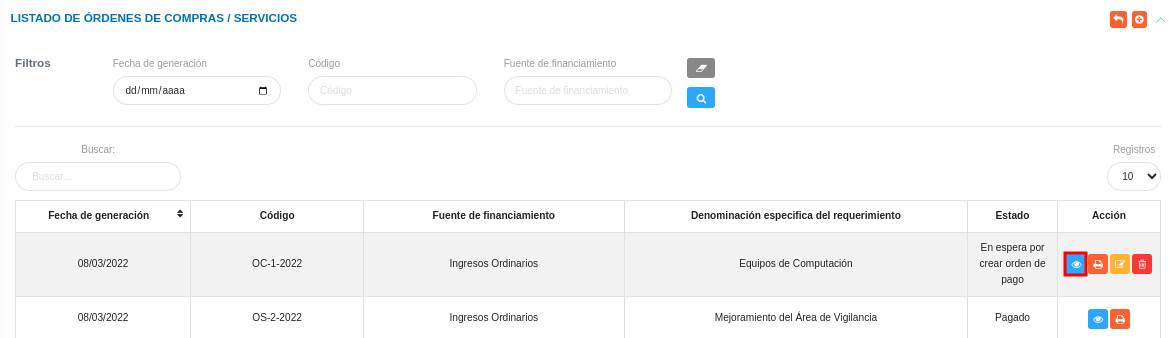 LISTADO DE ÓRDENES DE COMPRAS / SERVICIOS
Filtros
Fecha de generación
Código
Fuente de financiamiento
dd/mm/aaaa
Código
Fuente de financiamiento
Buscar:
Registros
Buscar...
10
Fecha de generación
Código
Fuente de financiamiento
Denominación especifica del requerimiento
Estado
Acción
08/03/2022
OC-1-2022
Ingresos Ordinarios
Equipos de Computación
En espera por
crear orden de
pago
08/03/2022
OS-2-2022
Ingresos Ordinarios
Mejoramiento del Área de Vigilancia
Pagado